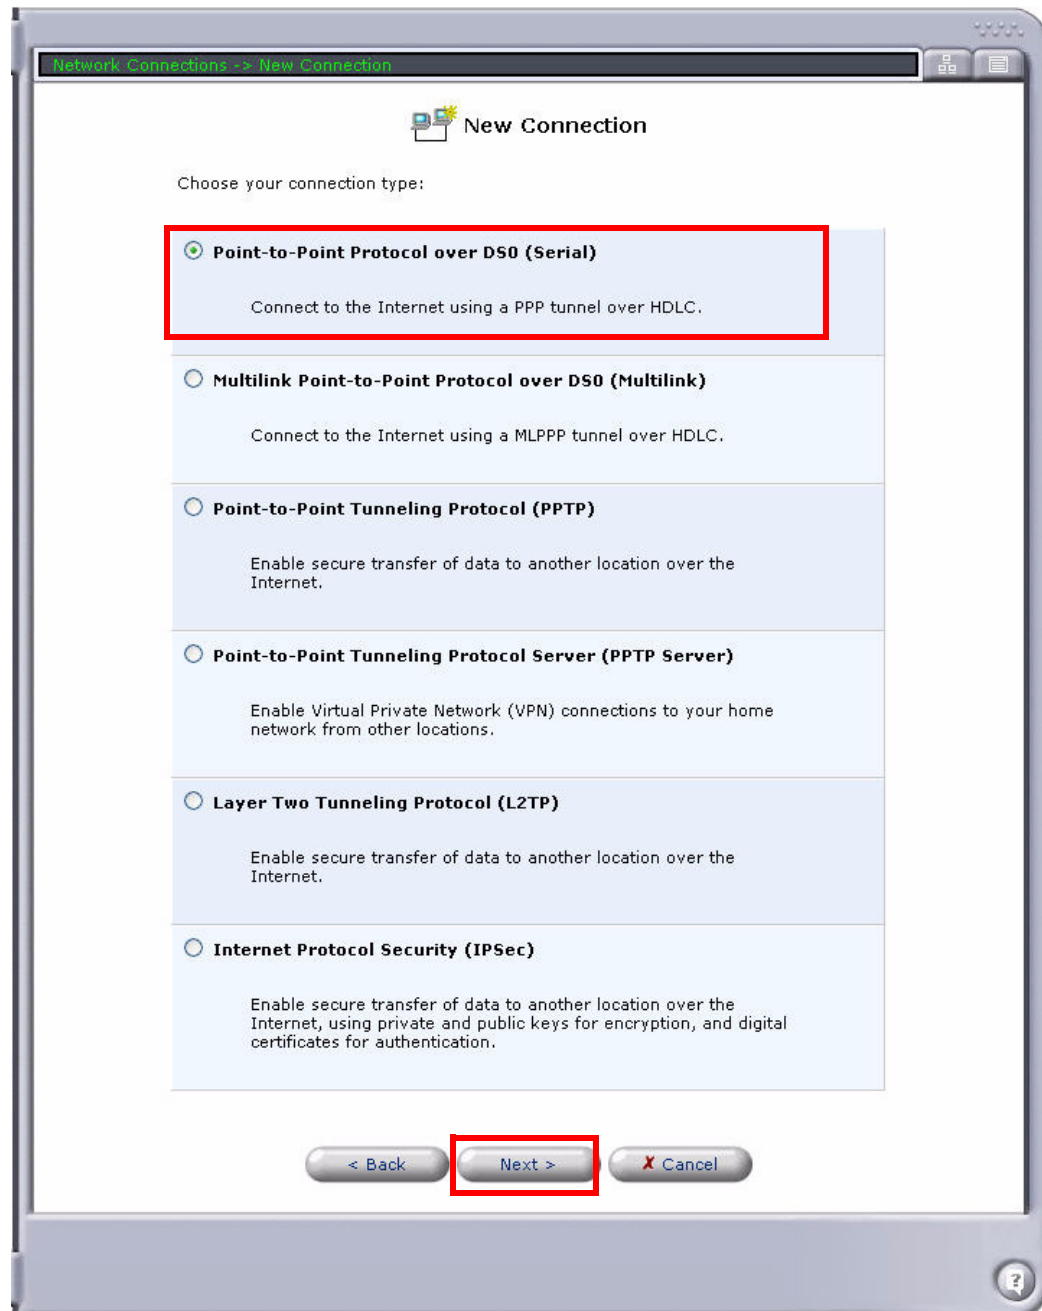 Network Connections -> New Connection
New Connection
Choose your connection type:
Point-to-Point Protocol over DS0 (Serial)
Connect to the Internet using a PPP tunnel over HDLC.
Multilink Point-to-Point Protocol over DS0 (Multilink)
Connect to the Internet using a MLPPP tunnel over HDLC.
Point-to-Point Tunneling Protocol (PPTP)
Enable secure transfer of data to another location over the
Internet.
Point-to-Point Tunneling Protocol Server (PPTP Server)
Enable Virtual Private Network (VPN) connections to your home
network from other locations.
Layer Two Tunneling Protocol (L2TP)
Enable secure transfer of data to another location over the
Internet.
Internet Protocol Security (IPSec)
Enable secure transfer of data to another location over the
Internet, using private and public keys for encryption, and digital
certificates for authentication.
< Back Next > ✗ Cancel
?